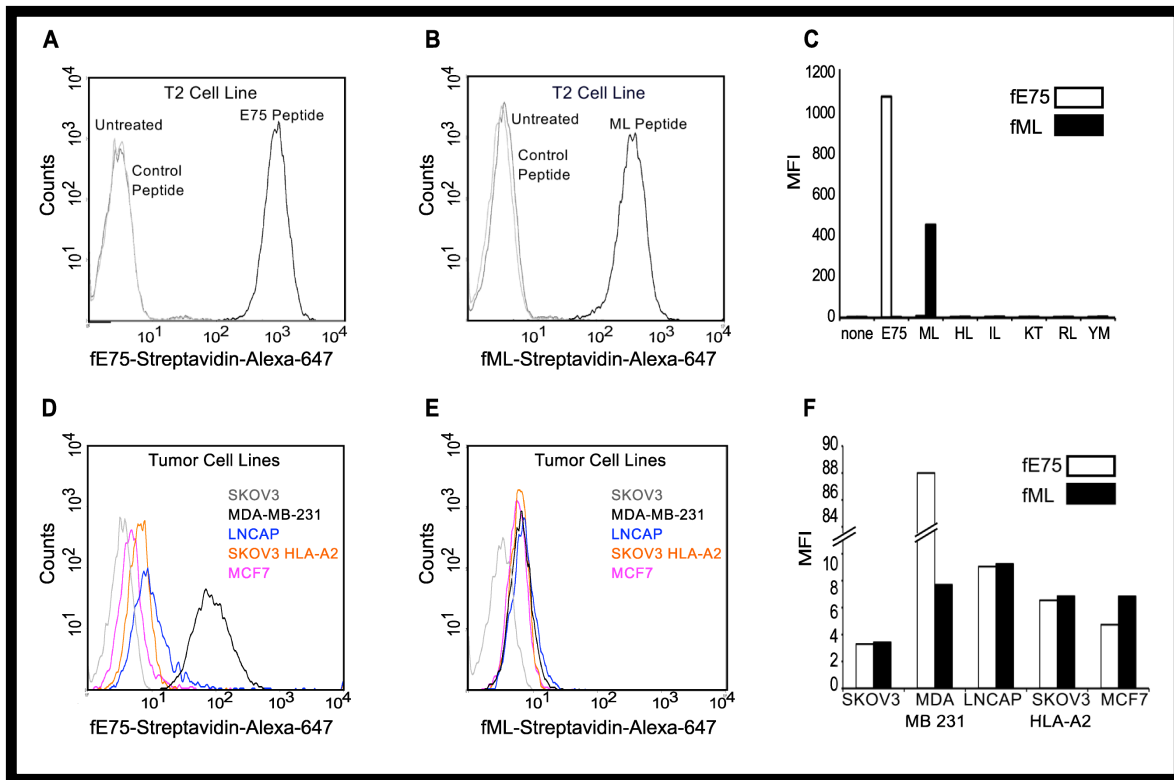 A
T2 Cell Line
Untreated
E75 Peptide
Control
Peptide
Counts
10^4
10^3
10^2
10^1
10^1 10^2 10^3 10^4
fE75-Streptavidin-Alexa-647
B
T2 Cell Line
Untreated
ML Peptide
Control
Peptide
Counts
10^4
10^3
10^2
10^1
10^1 10^2 10^3 10^4
fML-Streptavidin-Alexa-647
C
fE75
fML
MFI
1200
1000
800
600
400
200
0
none E75 ML HL IL KT RL YM
D
Tumor Cell Lines
SKOV3
MDA-MB-231
LNCAP
SKOV3 HLA-A2
MCF7
Counts
10^4
10^3
10^2
10^1
10^1 10^2 10^3 10^4
fE75-Streptavidin-Alexa-647
E
Tumor Cell Lines
SKOV3
MDA-MB-231
LNCAP
SKOV3 HLA-A2
MCF7
Counts
10^4
10^3
10^2
10^1
10^1 10^2 10^3 10^4
fML-Streptavidin-Alexa-647
F
fE75
fML
MFI
90
88
86
84
10
8
6
4
2
0
SKOV3 MDA LNCAP SKOV3 MCF7
MB 231 HLA-A2